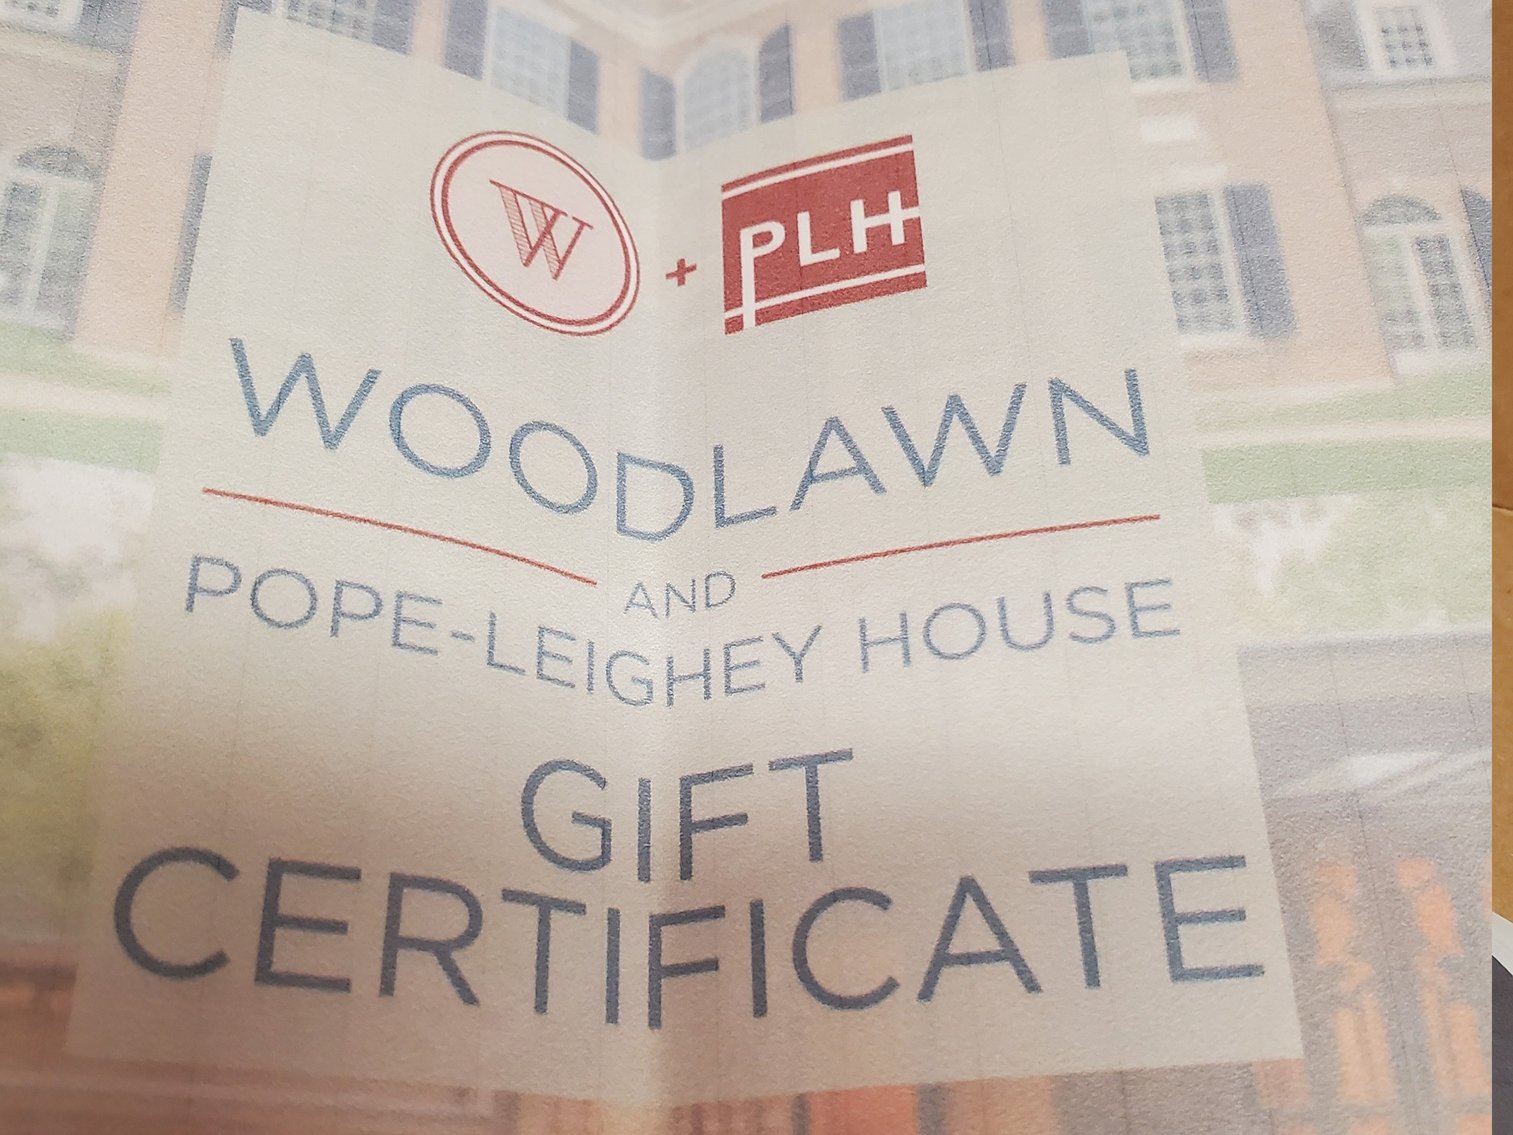 W + PLH
WOODLAWN
AND
POPE-LEIGHEY HOUSE
GIFT
CERTIFICATE